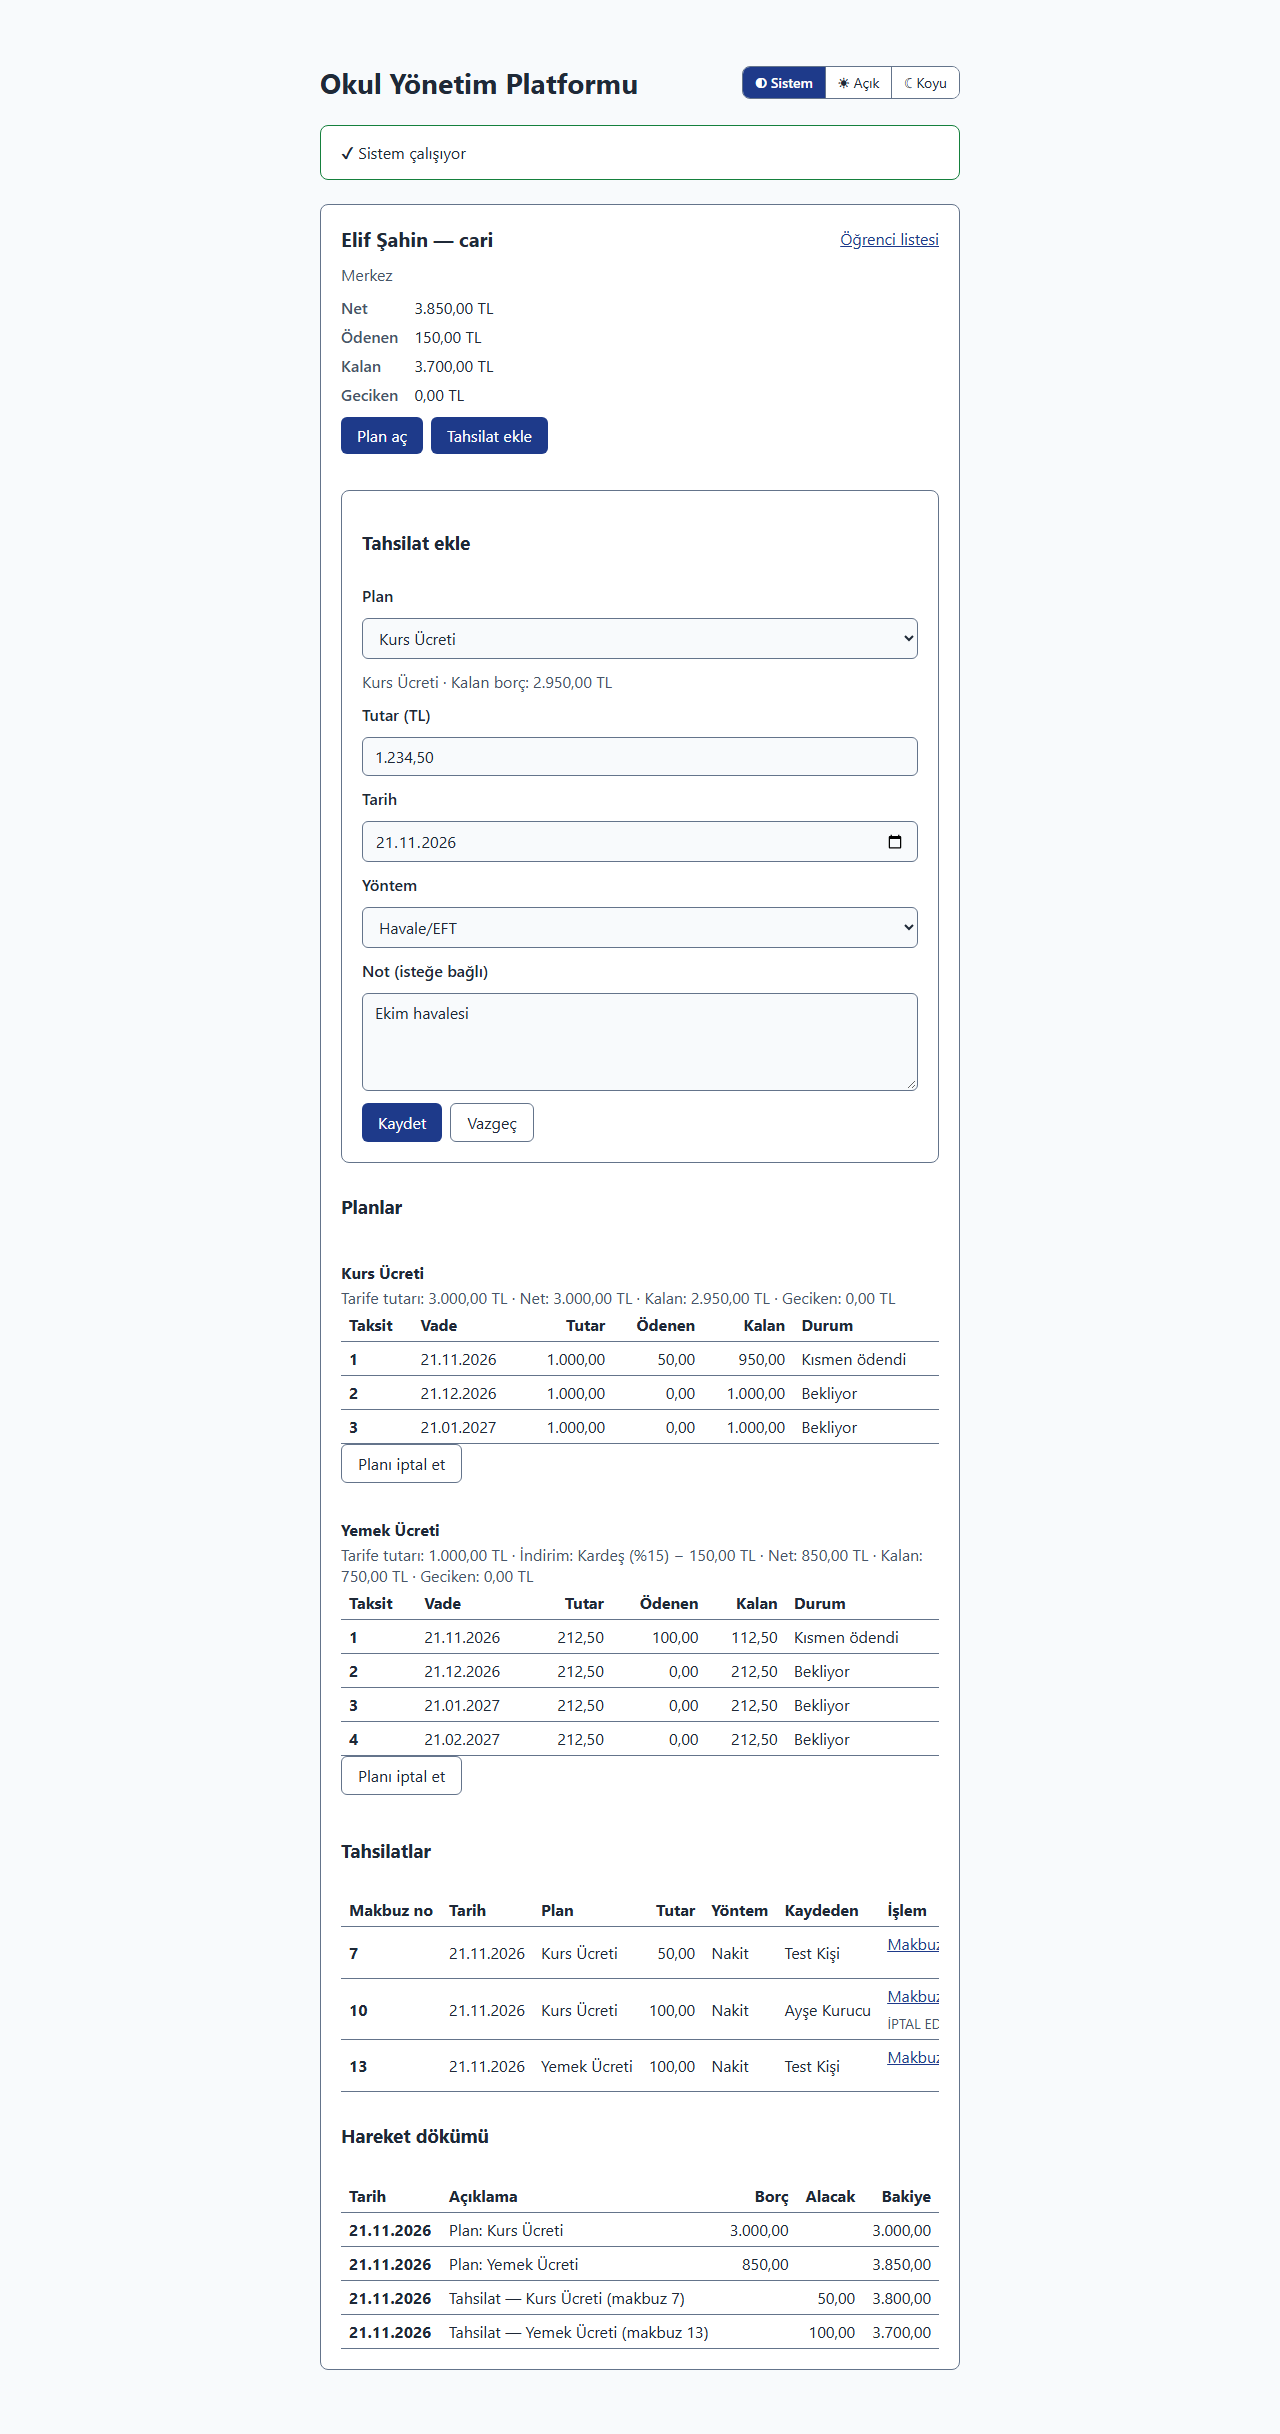 Okul Yönetim Platformu
◐ Sistem ☀ Açık ☾ Koyu
✓ Sistem çalışıyor
Elif Şahin — cari
Öğrenci listesi
Merkez
Net 3.850,00 TL
Ödenen 150,00 TL
Kalan 3.700,00 TL
Geciken 0,00 TL
Plan aç Tahsilat ekle
Tahsilat ekle
Plan
Kurs Ücreti
Kurs Ücreti · Kalan borç: 2.950,00 TL
Tutar (TL)
1.234,50
Tarih
21.11.2026
Yöntem
Havale/EFT
Not (isteğe bağlı)
Ekim havalesi
Kaydet Vazgeç
Planlar
Kurs Ücreti
Tarife tutarı: 3.000,00 TL · Net: 3.000,00 TL · Kalan: 2.950,00 TL · Geciken: 0,00 TL
Taksit Vade Tutar Ödenen Kalan Durum
1 21.11.2026 1.000,00 50,00 950,00 Kısmen ödendi
2 21.12.2026 1.000,00 0,00 1.000,00 Bekliyor
3 21.01.2027 1.000,00 0,00 1.000,00 Bekliyor
Planı iptal et
Yemek Ücreti
Tarife tutarı: 1.000,00 TL · İndirim: Kardeş (%15) − 150,00 TL · Net: 850,00 TL · Kalan:
750,00 TL · Geciken: 0,00 TL
Taksit Vade Tutar Ödenen Kalan Durum
1 21.11.2026 212,50 100,00 112,50 Kısmen ödendi
2 21.12.2026 212,50 0,00 212,50 Bekliyor
3 21.01.2027 212,50 0,00 212,50 Bekliyor
4 21.02.2027 212,50 0,00 212,50 Bekliyor
Planı iptal et
Tahsilatlar
Makbuz no Tarih Plan Tutar Yöntem Kaydeden İşlem
7 21.11.2026 Kurs Ücreti 50,00 Nakit Test Kişi Makbuz
10 21.11.2026 Kurs Ücreti 100,00 Nakit Ayşe Kurucu Makbuz
İPTAL ED
13 21.11.2026 Yemek Ücreti 100,00 Nakit Test Kişi Makbuz
Hareket dökümü
Tarih Açıklama Borç Alacak Bakiye
21.11.2026 Plan: Kurs Ücreti 3.000,00 3.000,00
21.11.2026 Plan: Yemek Ücreti 850,00 3.850,00
21.11.2026 Tahsilat — Kurs Ücreti (makbuz 7) 50,00 3.800,00
21.11.2026 Tahsilat — Yemek Ücreti (makbuz 13) 100,00 3.700,00